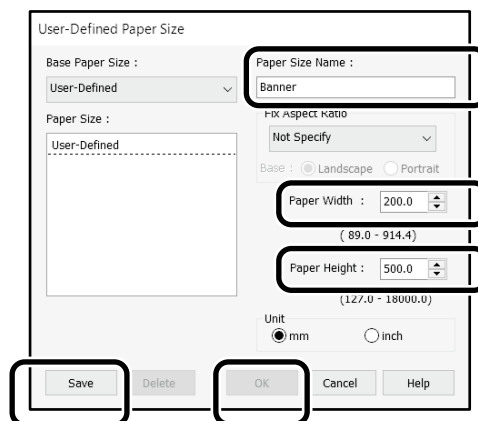 User-Defined Paper Size
Base Paper Size :
User-Defined
Paper Size :
User-Defined
Paper Size Name :
Banner
Fix Aspect Ratio
Not Specify
Base : Landscape Portrait
Paper Width : 200.0
( 89.0 - 914.4)
Paper Height : 500.0
(127.0 - 18000.0)
Unit
mm inch
Save Delete OK Cancel Help